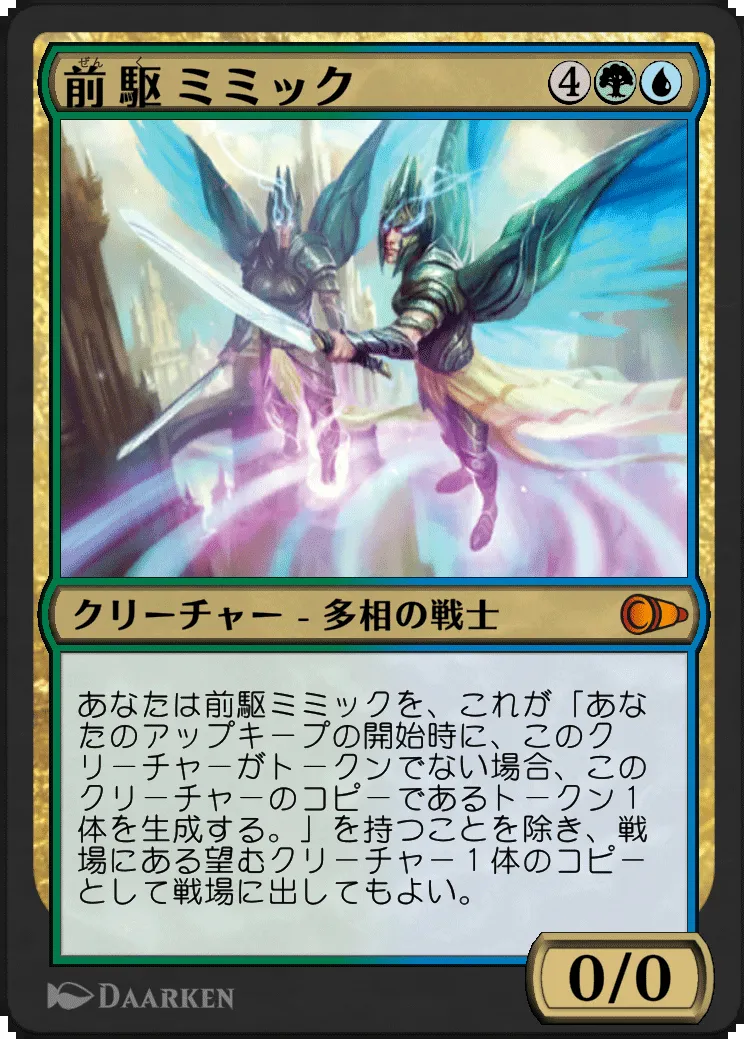 ぜん く
前駆ミミック 4
クリーチャー - 多相の戦士
あなたは前駆ミミックを、これが「あな
たのアップキープの開始時に、このク
リーチャーがトークンでない場合、この
クリーチャーのコピーであるトークン１
体を生成する。」を持つことを除き、戦
場にある望むクリーチャー１体のコピー
として戦場に出してもよい。
0/0
DAARKEN